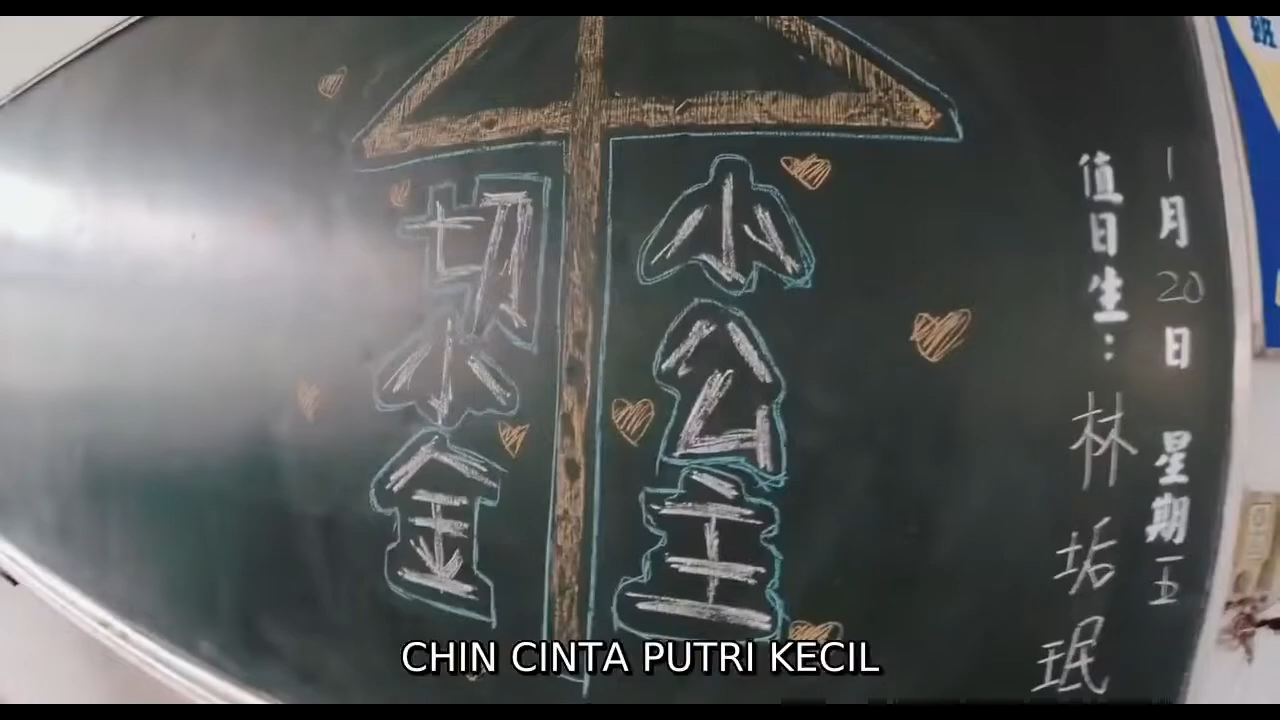 切小金
小公主
1月20日 星期五
值日生：林垢珉
CHIN CINTA PUTRI KECIL